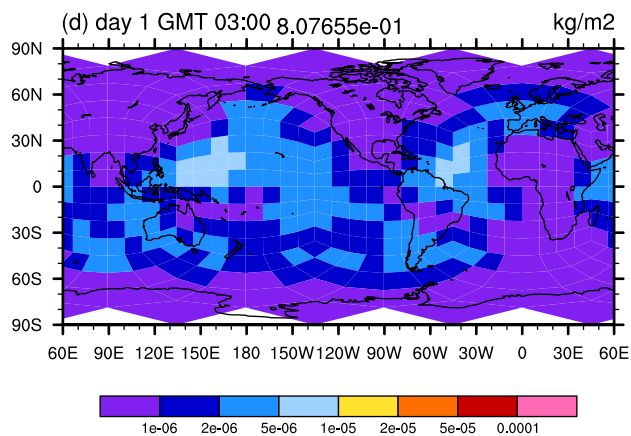 (d) day 1 GMT 03:00 8.07655e-01 kg/m2
90N
60N
30N
0
30S
60S
90S
60E 90E 120E 150E 180 150W 120W 90W 60W 30W 0 30E 60E
1e-06 2e-06 5e-06 1e-05 2e-05 5e-05 0.0001